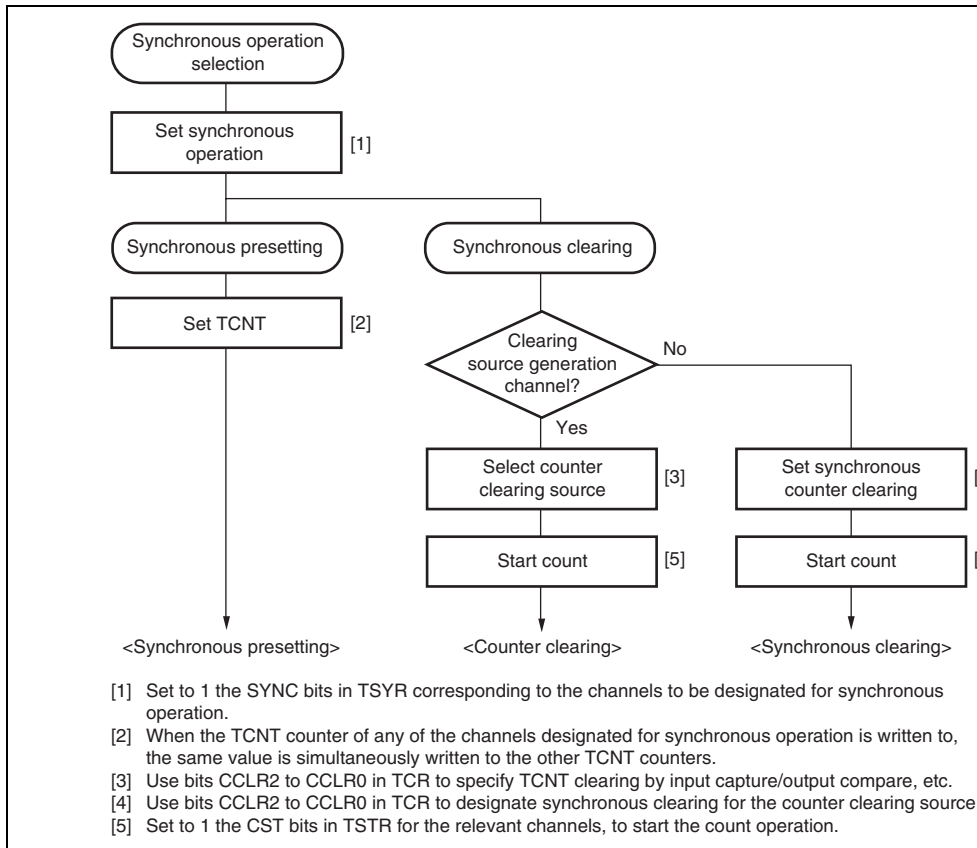 Synchronous operation
selection
Set synchronous
operation
[1]
Synchronous presetting
Synchronous clearing
Set TCNT
[2]
Clearing
source generation
channel?
No
Yes
Select counter
clearing source
[3]
Set synchronous
counter clearing
[
Start count
[5]
Start count
[
<Synchronous presetting>
<Counter clearing>
<Synchronous clearing>
[1] Set to 1 the SYNC bits in TSYR corresponding to the channels to be designated for synchronous
operation.
[2] When the TCNT counter of any of the channels designated for synchronous operation is written to,
the same value is simultaneously written to the other TCNT counters.
[3] Use bits CCLR2 to CCLR0 in TCR to specify TCNT clearing by input capture/output compare, etc.
[4] Use bits CCLR2 to CCLR0 in TCR to designate synchronous clearing for the counter clearing source
[5] Set to 1 the CST bits in TSTR for the relevant channels, to start the count operation.